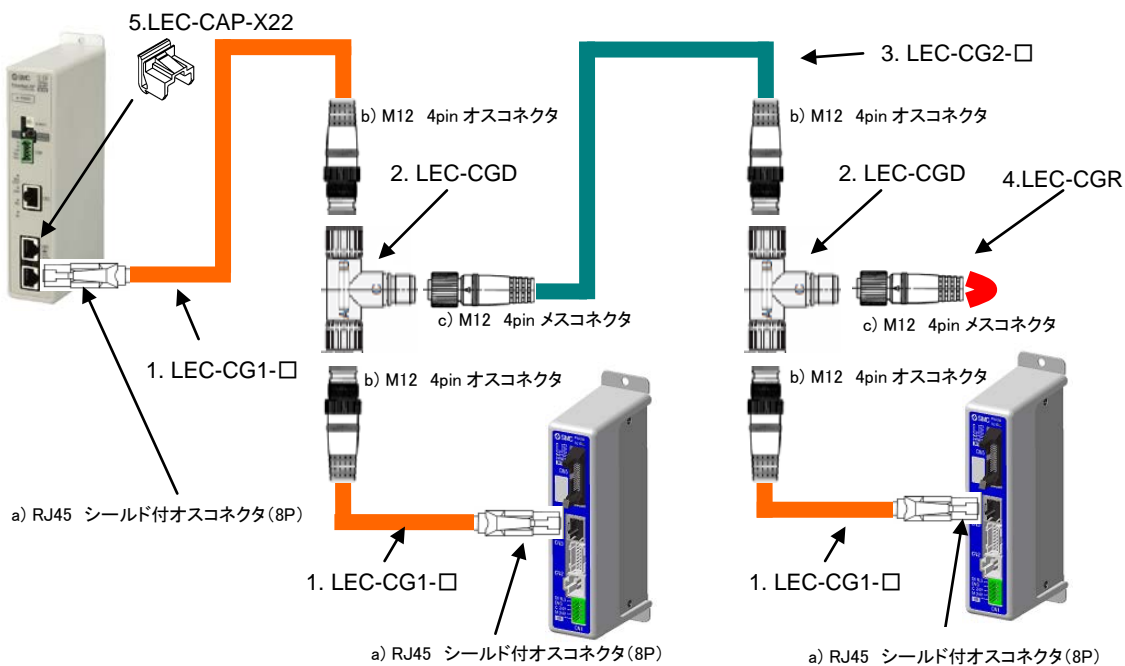 5.LEC-CAP-X22
3. LEC-CG2-□
b) M12 4pin オスコネクタ
b) M12 4pin オスコネクタ
2. LEC-CGD
2. LEC-CGD
4.LEC-CGR
c) M12 4pin メスコネクタ
c) M12 4pin メスコネクタ
1. LEC-CG1-□
b) M12 4pin オスコネクタ
b) M12 4pin オスコネクタ
SMC
SMC
SMC
a) RJ45 シールド付オスコネクタ(8P)
1. LEC-CG1-□
1. LEC-CG1-□
a) RJ45 シールド付オスコネクタ(8P)
a) RJ45 シールド付オスコネクタ(8P)